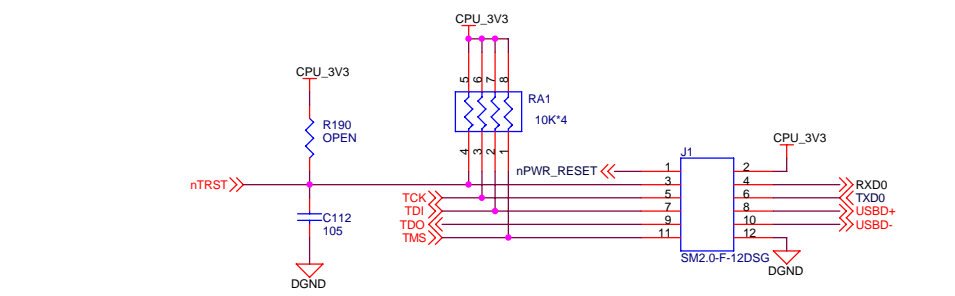 CPU_3V3
CPU_3V3
5 6 7 8
RA1
10K*4
4 3 2 1
R190
OPEN
J1
CPU_3V3
nPWR_RESET 1 2
nTRST 3 4 RXD0
TCK 5 6 TXD0
TDI 7 8 USBD+
TDO 9 10 USBD-
TMS 11 12
C112
105
SM2.0-F-12DSG
DGND
DGND